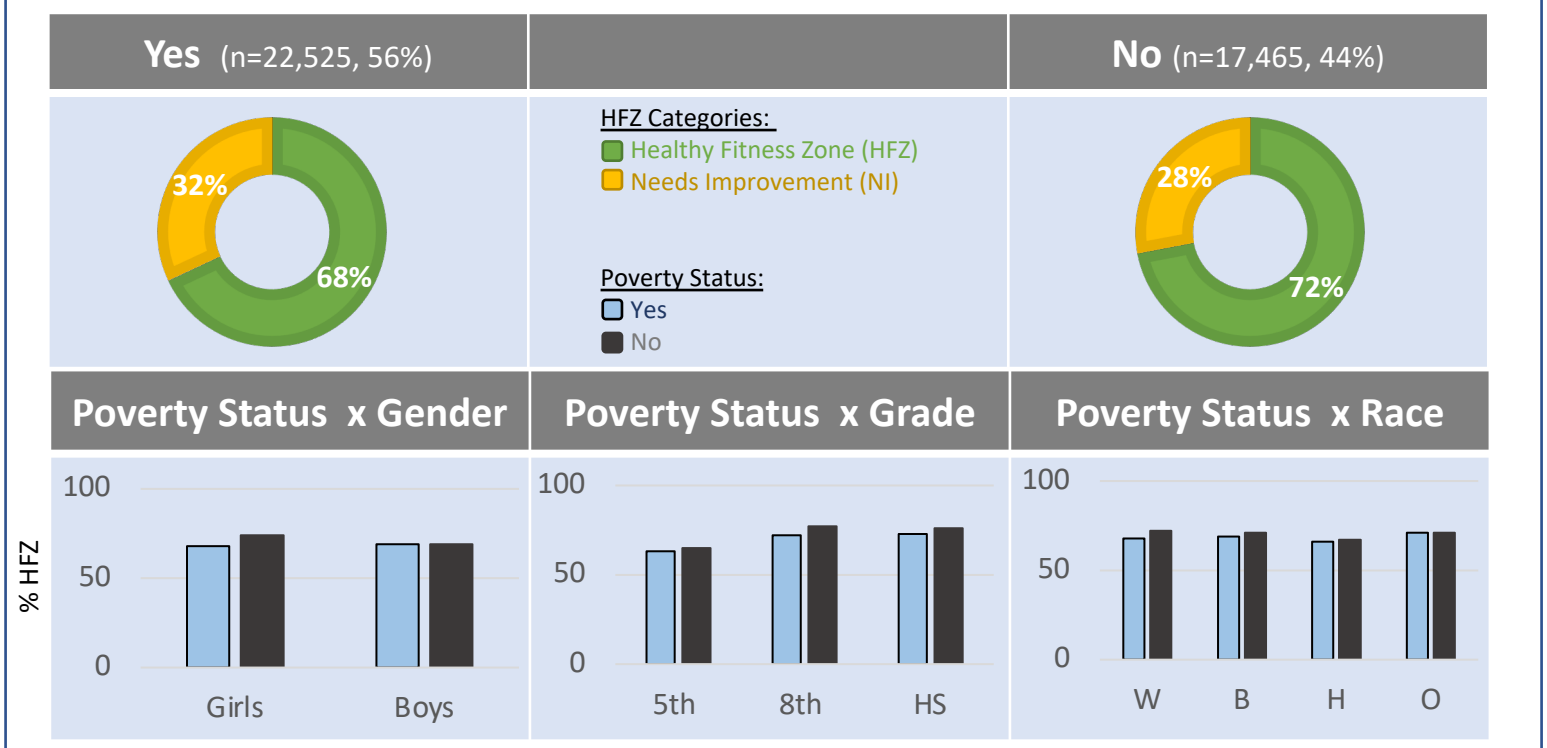 Yes (n=22,525, 56%)
No (n=17,465, 44%)
32%
68%
HFZ Categories:
Healthy Fitness Zone (HFZ)
Needs Improvement (NI)
Poverty Status:
Yes
No
28%
72%
Poverty Status x Gender
Poverty Status x Grade
Poverty Status x Race
% HFZ
100
50
0
Girls Boys
100
50
0
5th 8th HS
100
50
0
W B H O